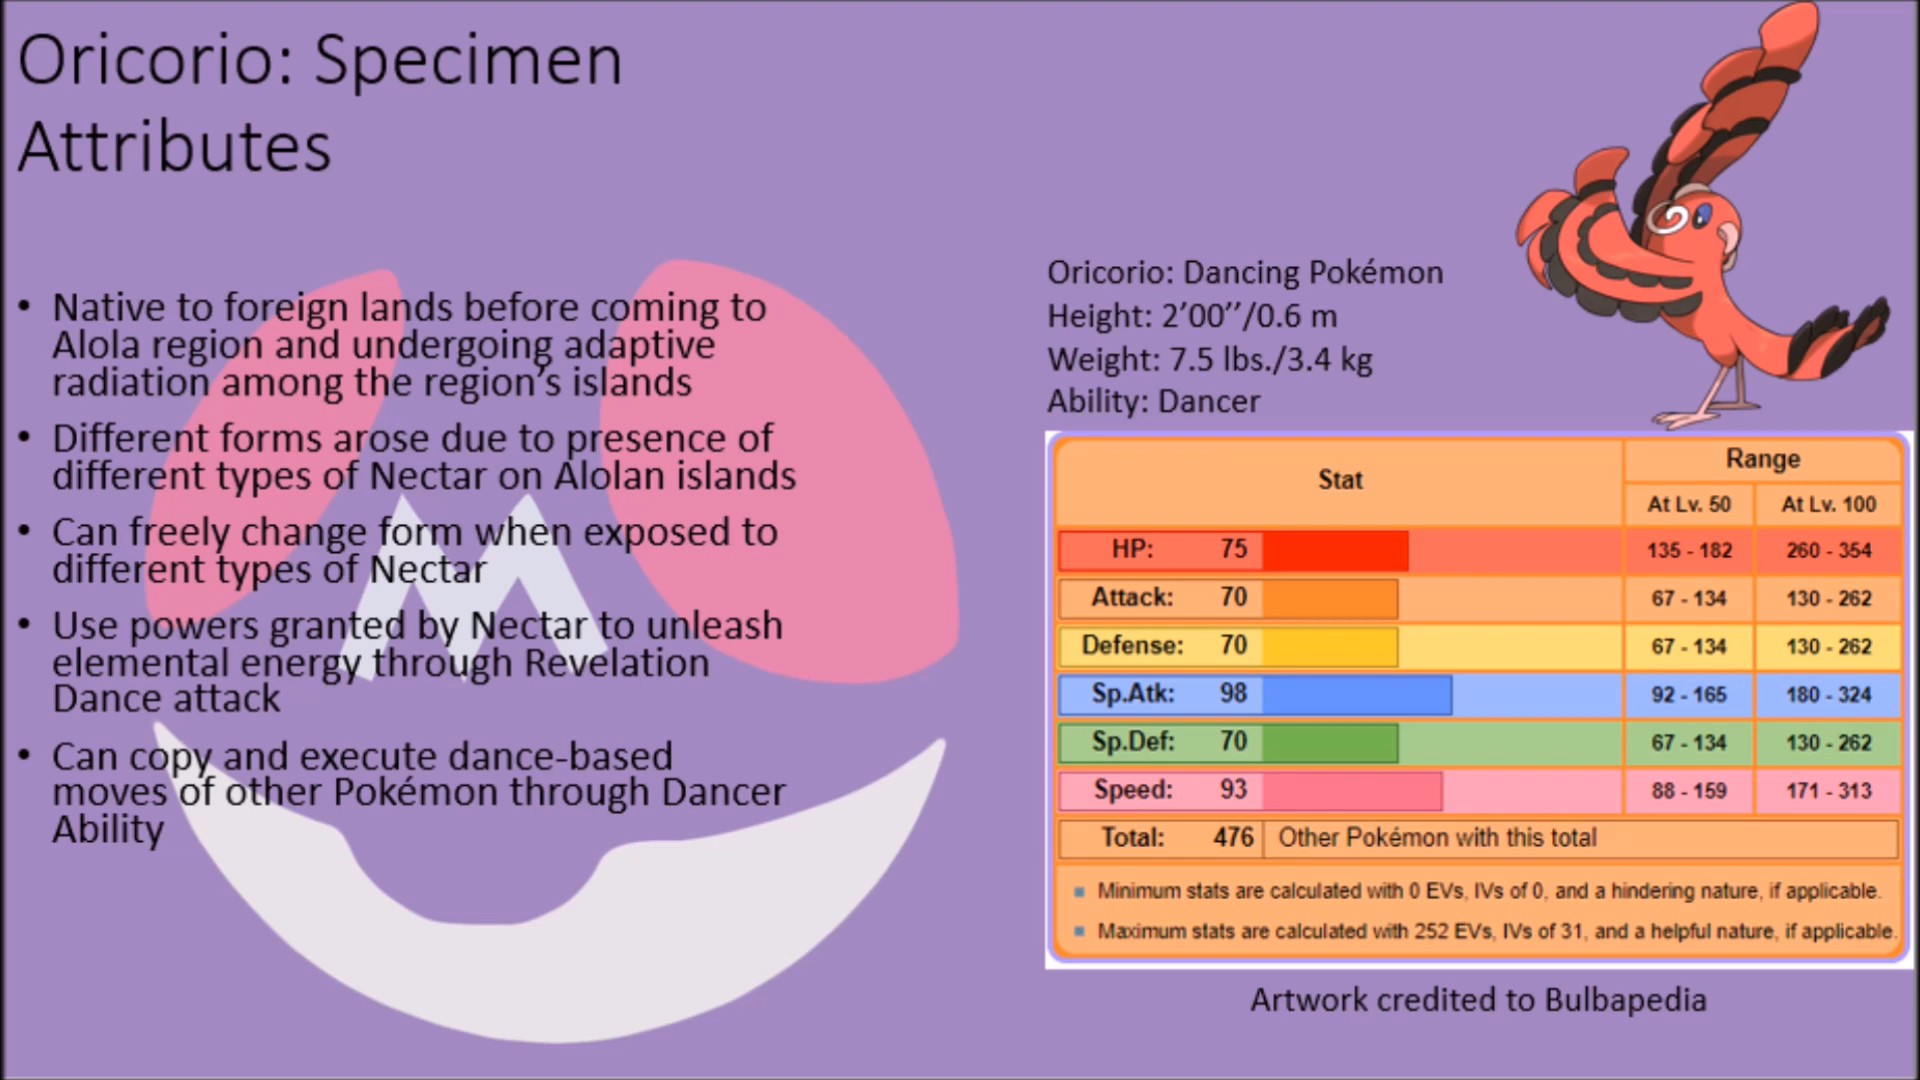 Oricorio: Specimen
Attributes
• Native to foreign lands before coming to
Alola region and undergoing adaptive
radiation among the region's islands
• Different forms arose due to presence of
different types of Nectar on Alolan islands
• Can freely change form when exposed to
different types of Nectar
• Use powers granted by Nectar to unleash
elemental energy through Revelation
Dance attack
• Can copy and execute dance-based
moves of other Pokémon through Dancer
Ability
Oricorio: Dancing Pokémon
Height: 2’00’’/0.6 m
Weight: 7.5 lbs./3.4 kg
Ability: Dancer
Stat Range
At Lv. 50 At Lv. 100
HP: 75 135 - 182 260 - 354
Attack: 70 67 - 134 130 - 262
Defense: 70 67 - 134 130 - 262
Sp.Atk: 98 92 - 165 180 - 324
Sp.Def: 70 67 - 134 130 - 262
Speed: 93 88 - 159 171 - 313
Total: 476 Other Pokémon with this total
Minimum stats are calculated with 0 EVs, IVs of 0, and a hindering nature, if applicable.
Maximum stats are calculated with 252 EVs, IVs of 31, and a helpful nature, if applicable.
Artwork credited to Bulbapedia
M